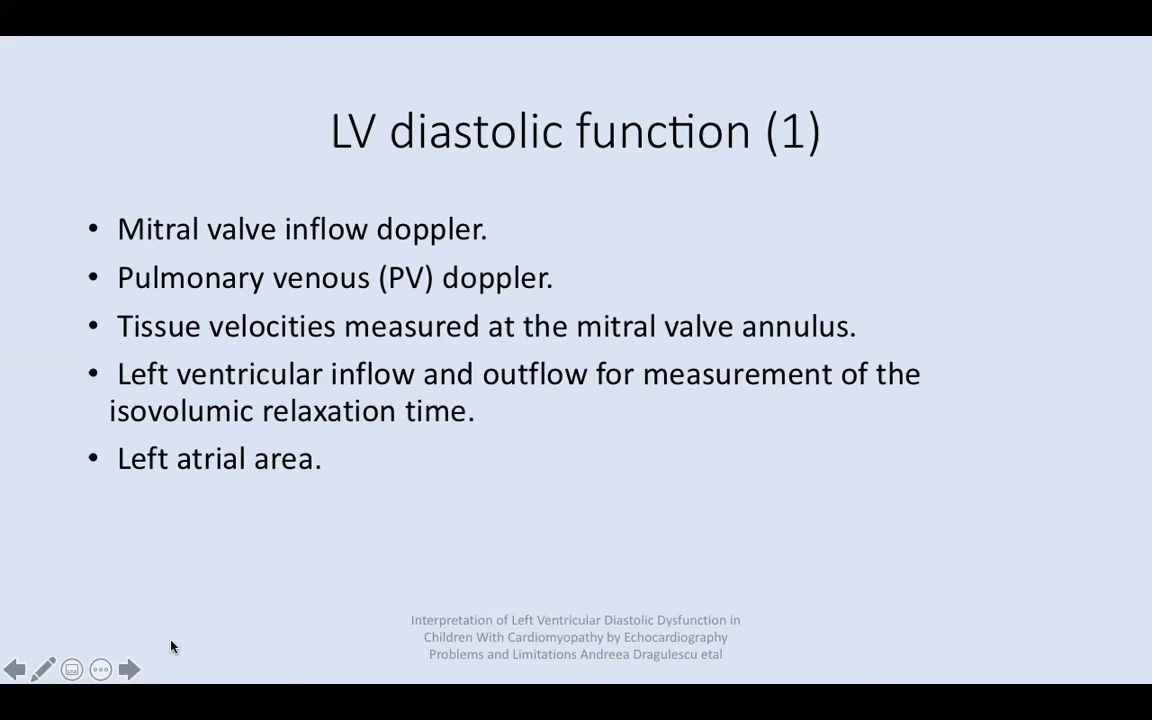 LV diastolic function (1)
• Mitral valve inflow doppler.
• Pulmonary venous (PV) doppler.
• Tissue velocities measured at the mitral valve annulus.
• Left ventricular inflow and outflow for measurement of the
isovolumic relaxation time.
• Left atrial area.
Interpretation of Left Ventricular Diastolic Dysfunction in
Children With Cardiomyopathy by Echocardiography
Problems and Limitations Andreea Dragulescu etal